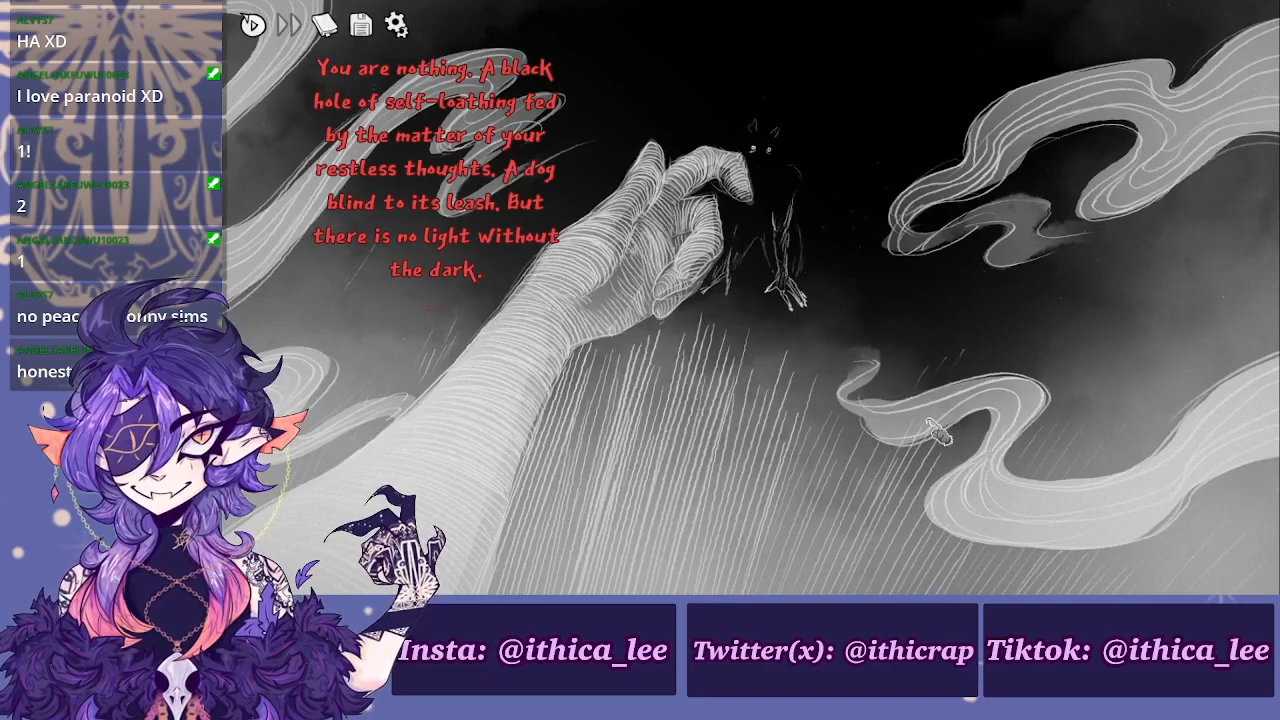 HA XD
I love paranoid XD
1!
2
1
no peac
onny sims
honest
You are nothing. A black
hole of self-loathing fed
by the matter of your
restless thoughts. A dog
blind to its leash. But
there is no light without
the dark.
Insta: @ithica_lee
Twitter(x): @ithicrap
Tiktok: @ithica_lee